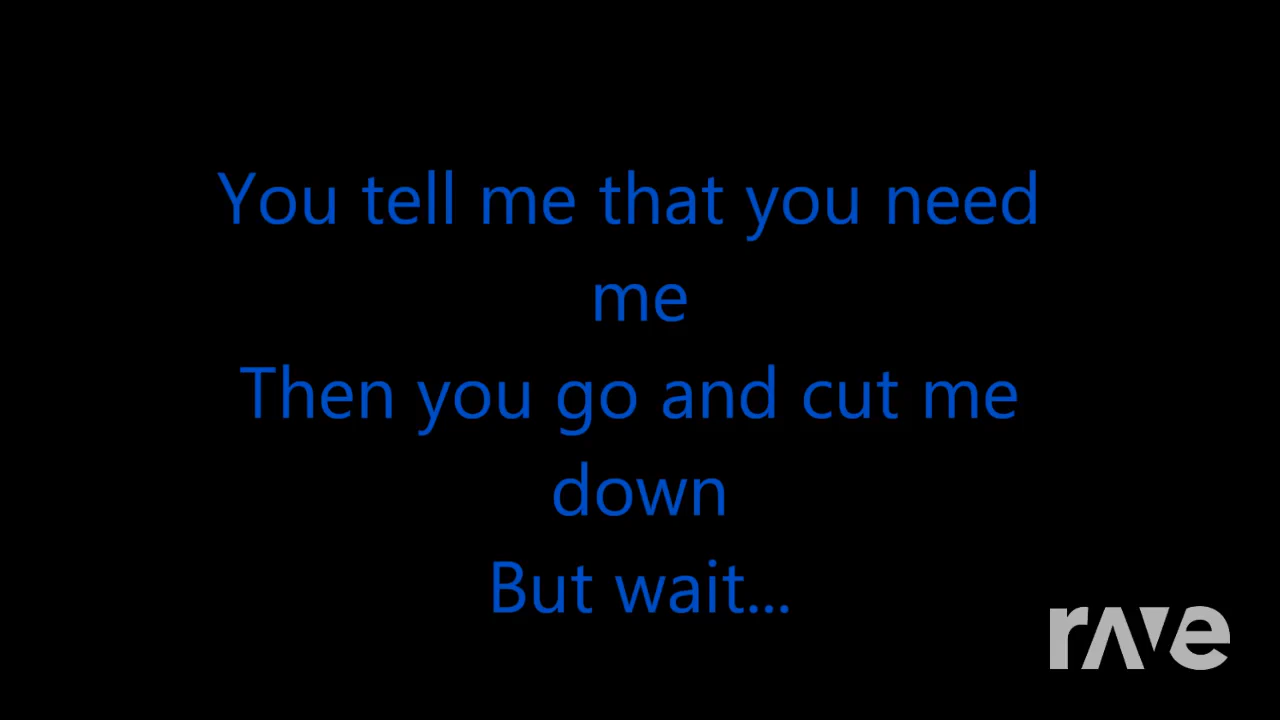 You tell me that you need
me
Then you go and cut me
down
But wait...
rave